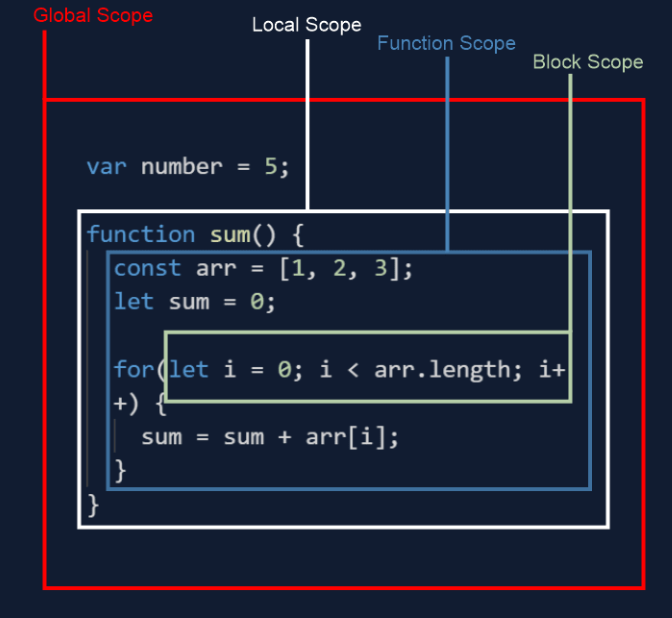 Global Scope
Local Scope
Function Scope
Block Scope
var number = 5;
function sum() {
const arr = [1, 2, 3];
let sum = 0;
for(let i = 0; i < arr.length; i+
+) {
sum = sum + arr[i];
}
}